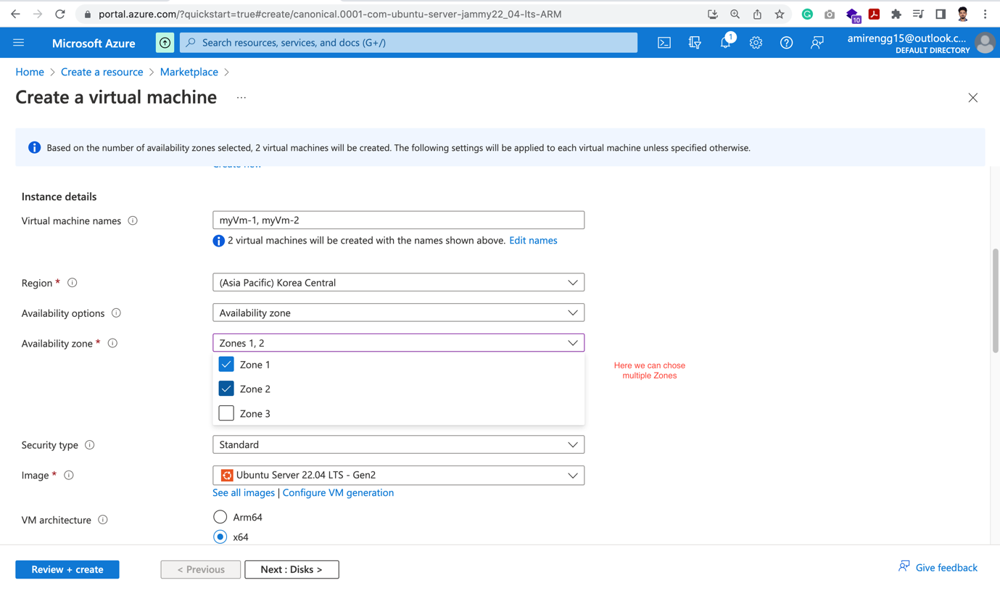 portal.azure.com/?quickstart=true#create/canonical.0001-com-ubuntu-server-jammy22_04-lts-ARM
10
Microsoft Azure
Search resources, services, and docs (G+/)
1
amirengg15@outlook.c...
DEFAULT DIRECTORY
Home > Create a resource > Marketplace >
Create a virtual machine ...
Based on the number of availability zones selected, 2 virtual machines will be created. The following settings will be applied to each virtual machine unless specified otherwise.
Create new
Instance details
Virtual machine names
myVm-1, myVm-2
2 virtual machines will be created with the names shown above. Edit names
Region *
(Asia Pacific) Korea Central
Availability options
Availability zone
Availability zone *
Zones 1, 2
Zone 1
Zone 2
Zone 3
Here we can chose
multiple Zones
Security type
Standard
Image *
Ubuntu Server 22.04 LTS - Gen2
See all images | Configure VM generation
VM architecture
Arm64
x64
Review + create
< Previous
Next : Disks >
Give feedback